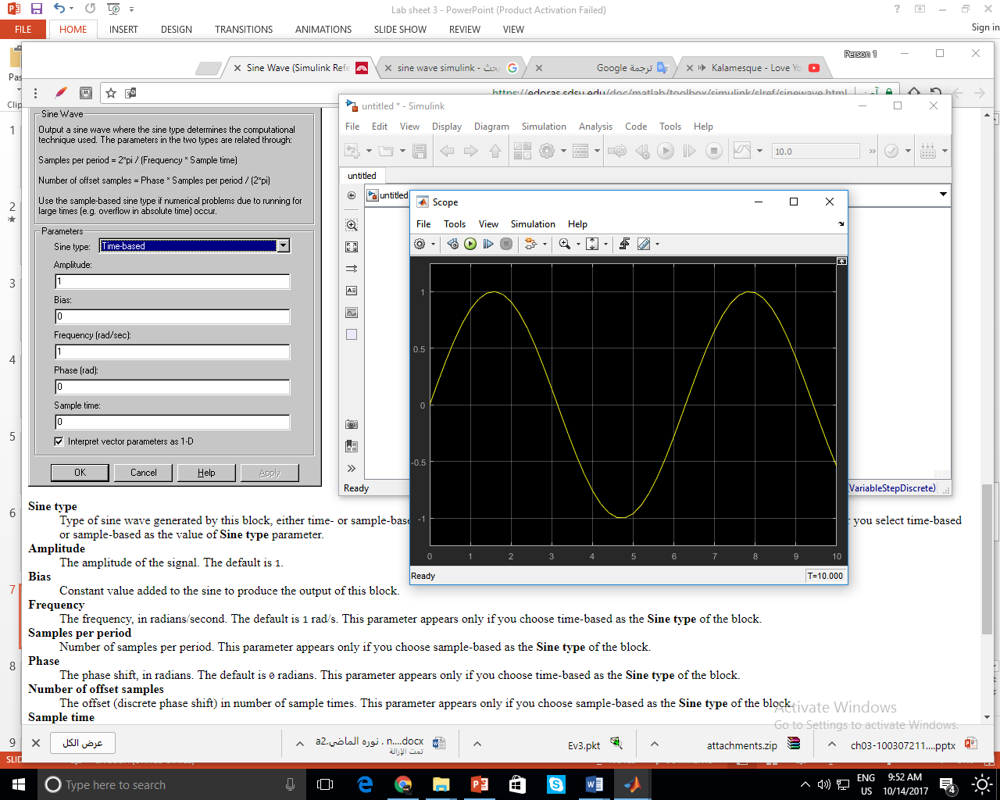 Lab sheet 3 - PowerPoint (Product Activation Failed)
FILE HOME INSERT DESIGN TRANSITIONS ANIMATIONS SLIDE SHOW REVIEW VIEW Sign in
Person 1
Sine Wave (Simulink Refe
sine wave simulink - بحث
ترجمة Google
Kalamesque - Love Yo
https://edoras.sdsu.edu/doc/matlab/toolbox/simulink/slref/sinewave.html
Sine Wave
Output a sine wave where the sine type determines the computational
technique used. The parameters in the two types are related through:
Samples per period = 2*pi / (Frequency * Sample time)
Number of offset samples = Phase * Samples per period / (2*pi)
Use the sample-based sine type if numerical problems due to running for
large times (e.g. overflow in absolute time) occur.
Parameters
Sine type: Time-based
Amplitude:
1
Bias:
0
Frequency (rad/sec):
1
Phase (rad):
0
Sample time:
0
Interpret vector parameters as 1-D
OK Cancel Help Apply
untitled * - Simulink
File Edit View Display Diagram Simulation Analysis Code Tools Help
10.0
untitled
untitled
Ready
(VariableStepDiscrete)
Scope
File Tools View Simulation Help
1
0.5
0
-0.5
-1
0 1 2 3 4 5 6 7 8 9 10
Ready T=10.000
Sine type
Type of sine wave generated by this block, either time- or sample-base
you select time-based
or sample-based as the value of Sine type parameter.
Amplitude
The amplitude of the signal. The default is 1.
Bias
Constant value added to the sine to produce the output of this block.
Frequency
The frequency, in radians/second. The default is 1 rad/s. This parameter appears only if you choose time-based as the Sine type of the block.
Samples per period
Number of samples per period. This parameter appears only if you choose sample-based as the Sine type of the block.
Phase
The phase shift, in radians. The default is 0 radians. This parameter appears only if you choose time-based as the Sine type of the block.
Number of offset samples
The offset (discrete phase shift) in number of sample times. This parameter appears only if you choose sample-based as the Sine type of the block.
Sample time
Activate Windows
Go to Settings to activate Windows.
1
2
3
4
5
6
7
8
9
عرض الكل
a2.نوره الماضي . n....docx
تمت الإزالة
Ev3.pkt
attachments.zip
ch03-100307211....pptx
Type here to search
ENG
US
9:52 AM
10/14/2017
4